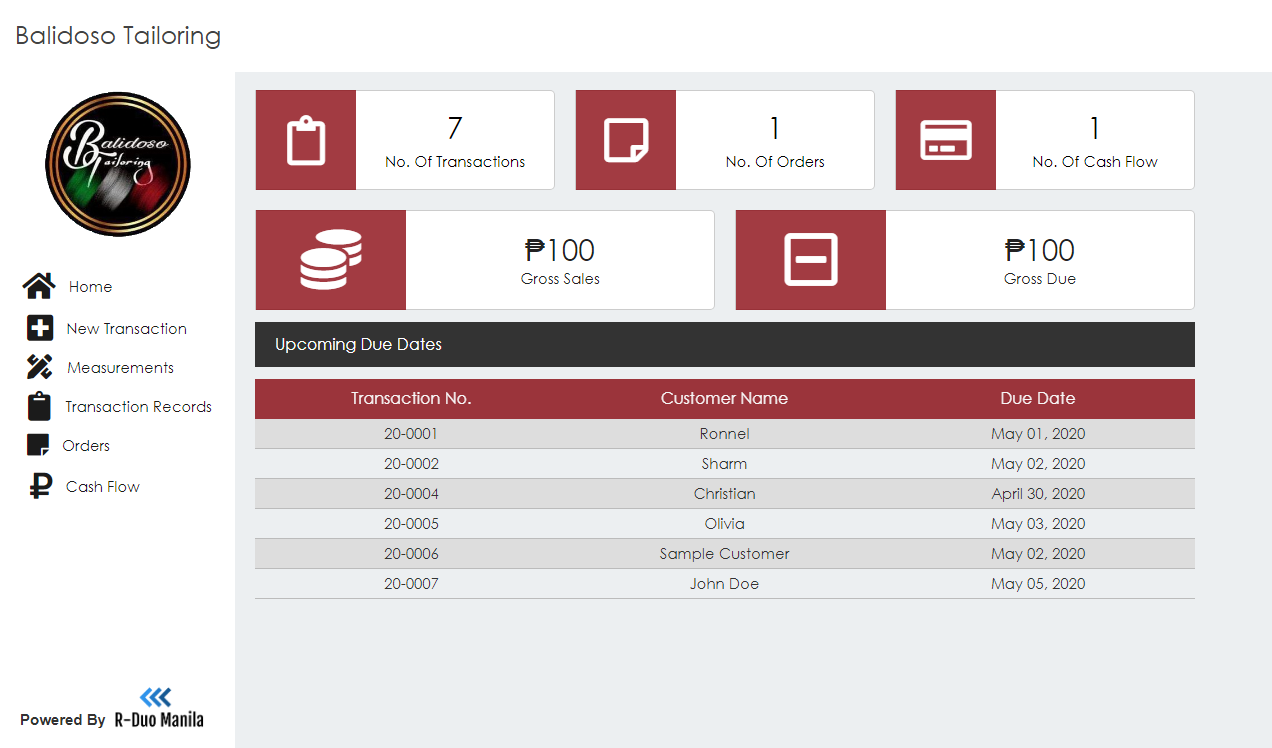 Balidoso Tailoring
Balidoso
Tailoring
7
No. Of Transactions
1
No. Of Orders
1
No. Of Cash Flow
₱100
Gross Sales
₱100
Gross Due
Home
New Transaction
Measurements
Transaction Records
Orders
Cash Flow
Upcoming Due Dates
Transaction No. Customer Name Due Date
20-0001 Ronnel May 01, 2020
20-0002 Sharm May 02, 2020
20-0004 Christian April 30, 2020
20-0005 Olivia May 03, 2020
20-0006 Sample Customer May 02, 2020
20-0007 John Doe May 05, 2020
Powered By R-Duo Manila